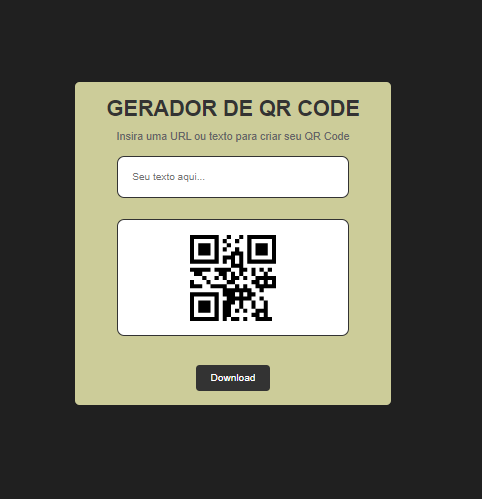 GERADOR DE QR CODE
Insira uma URL ou texto para criar seu QR Code
Seu texto aqui...
Download